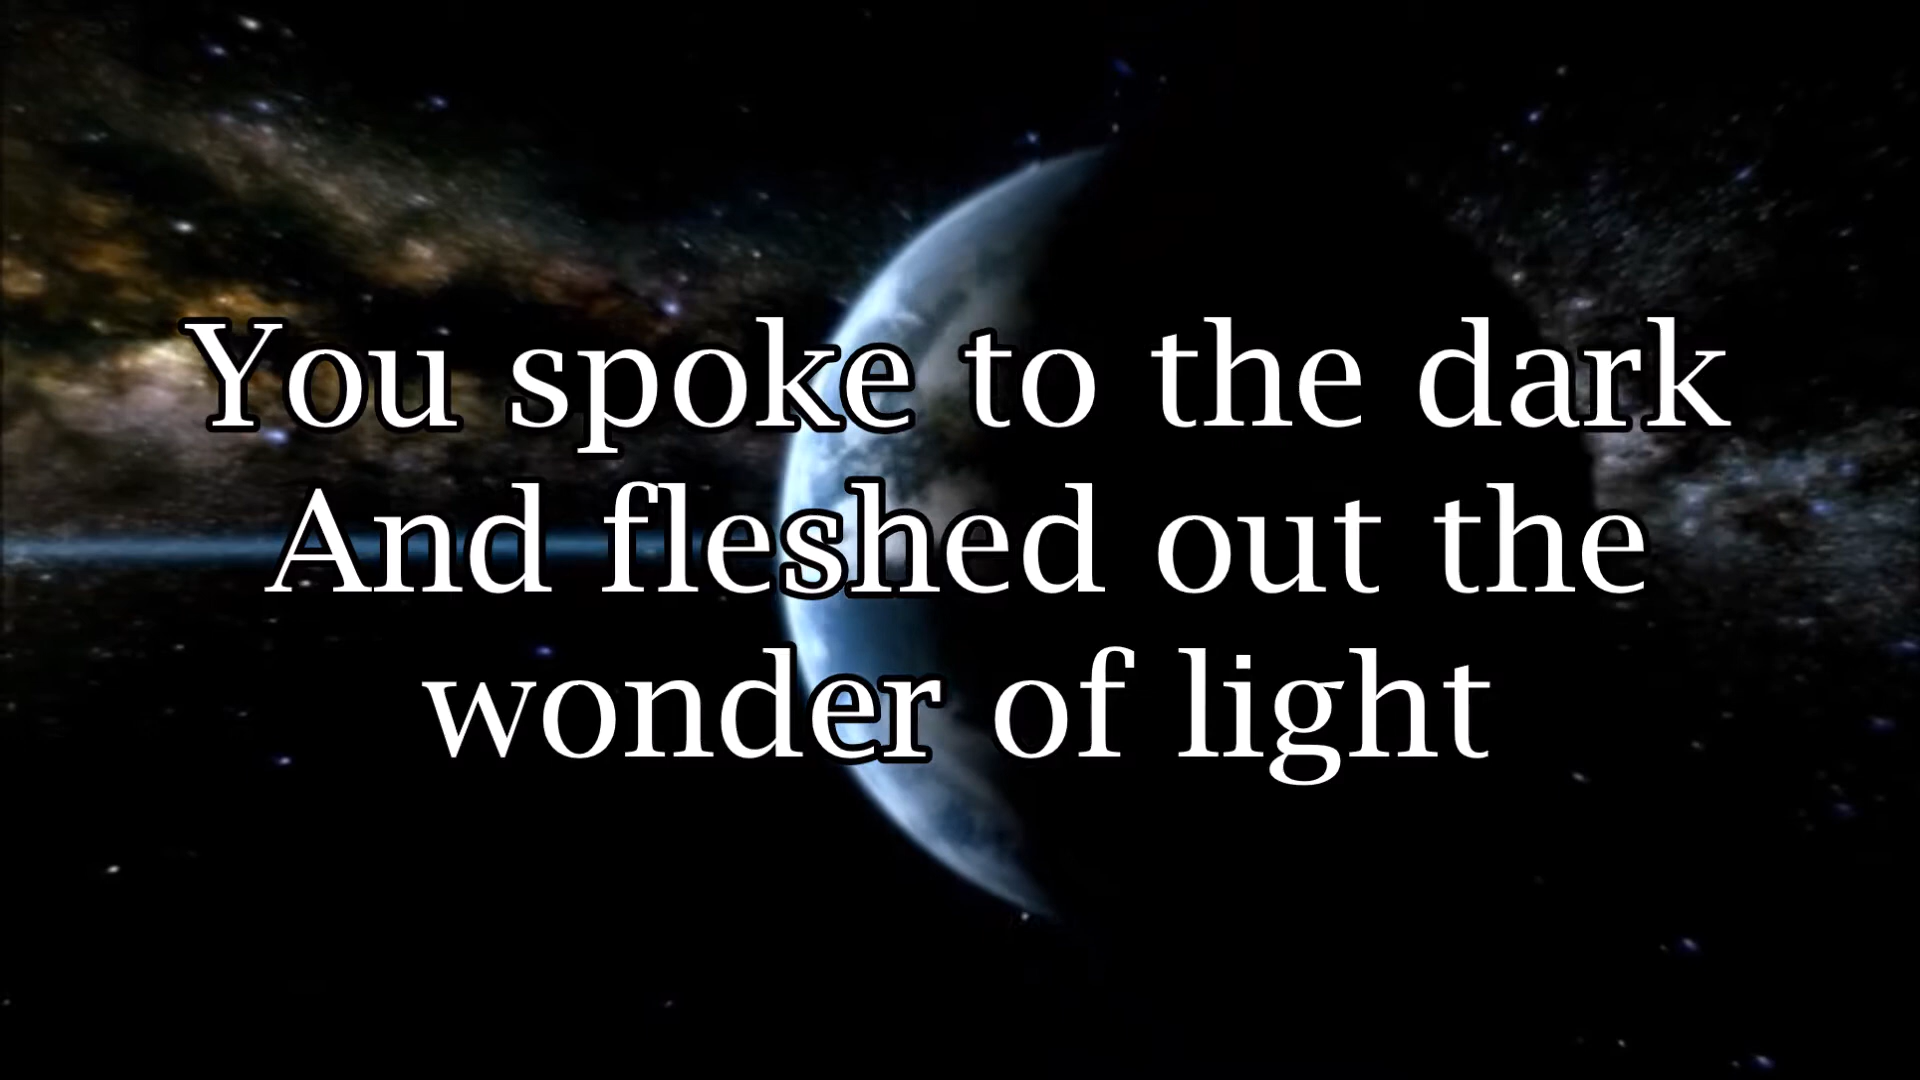 You spoke to the dark
And fleshed out the
wonder of light